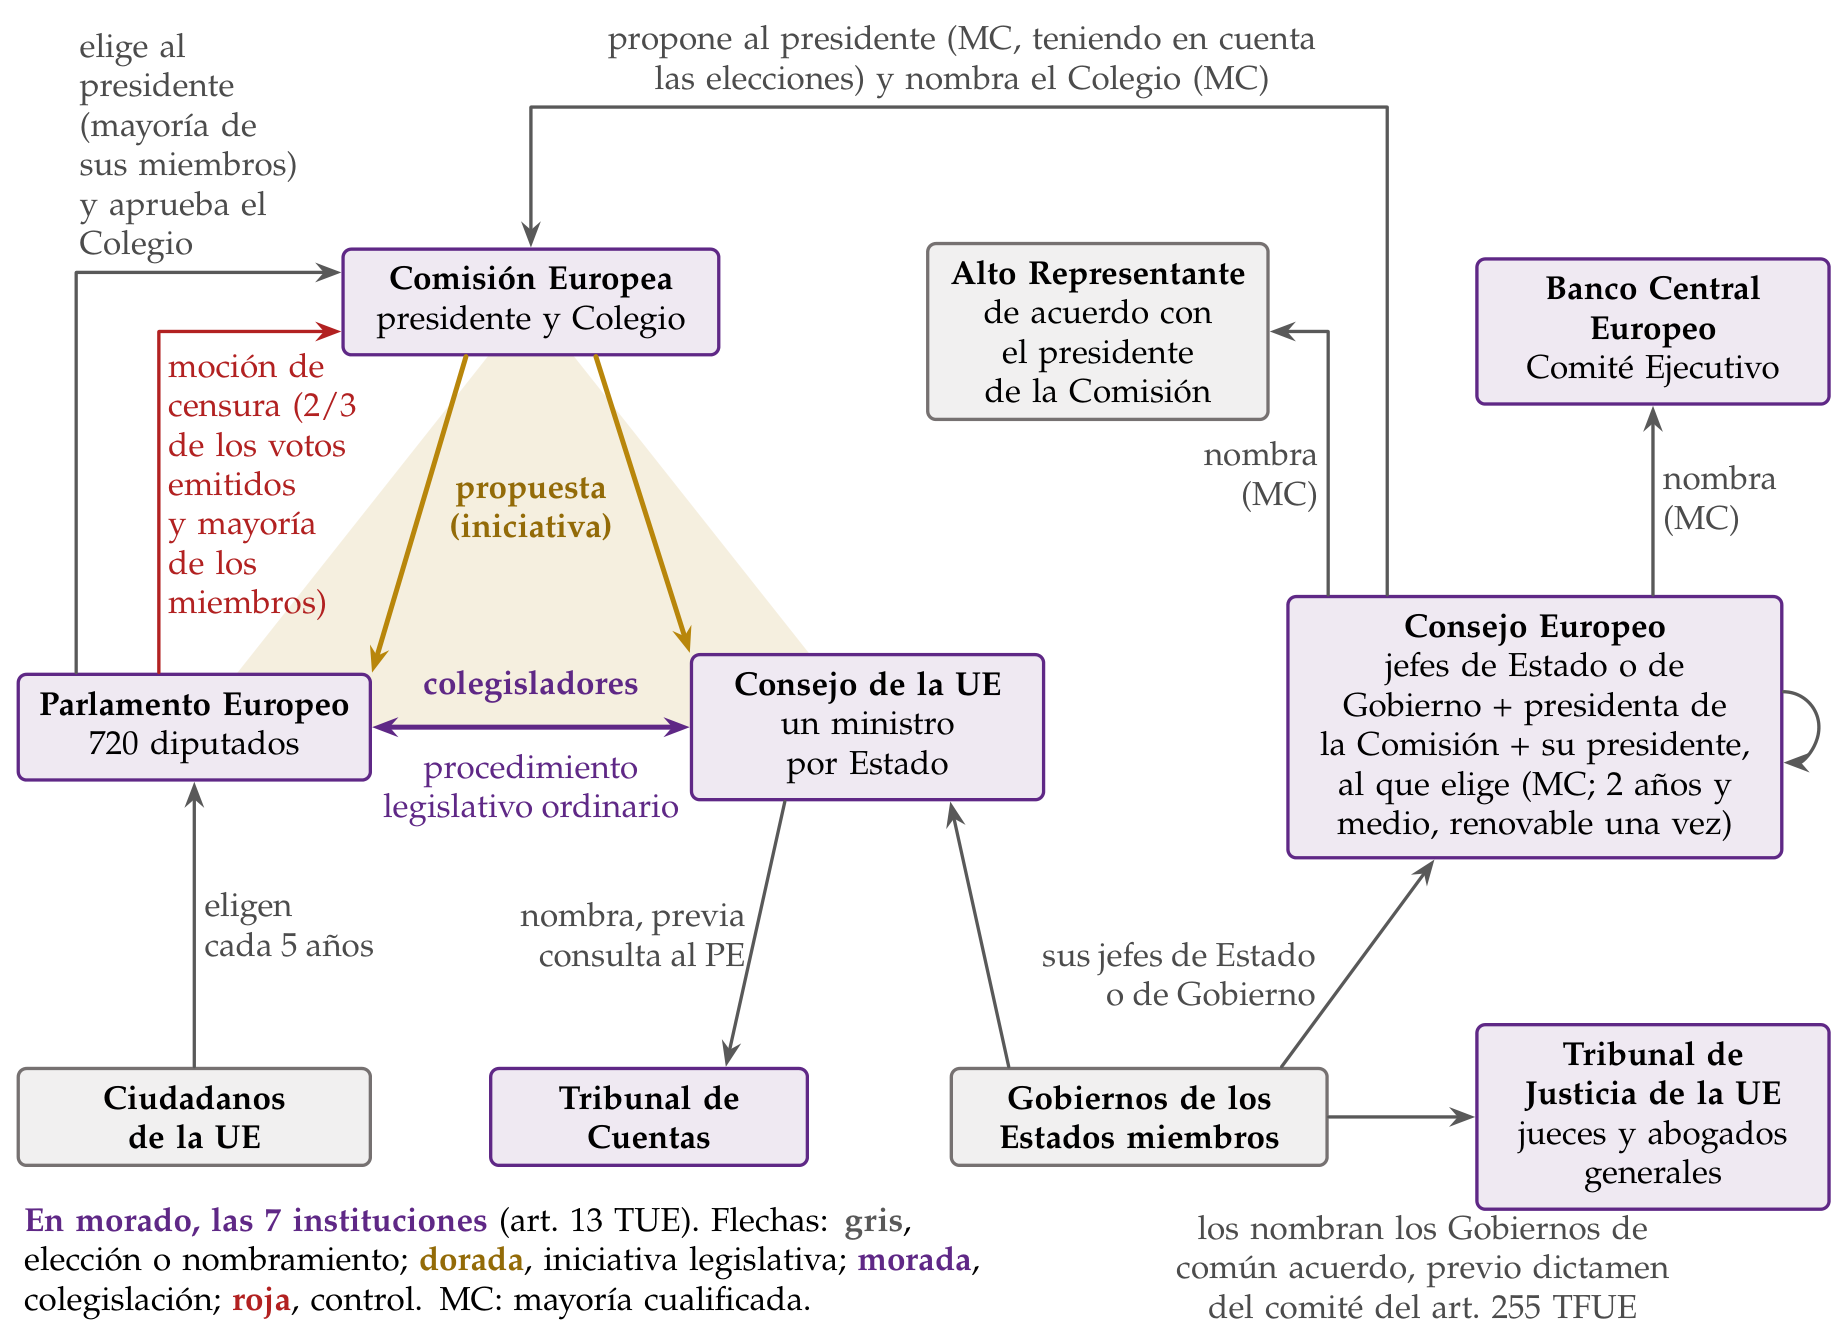 elige al
presidente
(mayoría de
sus miembros)
y aprueba el
Colegio
propone al presidente (MC, teniendo en cuenta
las elecciones) y nombra el Colegio (MC)
Comisión Europea
presidente y Colegio
Alto Representante
de acuerdo con
el presidente
de la Comisión
Banco Central
Europeo
Comité Ejecutivo
moción de
censura (2/3
de los votos
emitidos
y mayoría
de los
miembros)
propuesta
(iniciativa)
nombra
(MC)
nombra
(MC)
Parlamento Europeo
720 diputados
colegisladores
procedimiento
legislativo ordinario
Consejo de la UE
un ministro
por Estado
Consejo Europeo
jefes de Estado o de
Gobierno + presidenta de
la Comisión + su presidente,
al que elige (MC; 2 años y
medio, renovable una vez)
eligen
cada 5 años
nombra, previa
consulta al PE
sus jefes de Estado
o de Gobierno
Ciudadanos
de la UE
Tribunal de
Cuentas
Gobiernos de los
Estados miembros
Tribunal de
Justicia de la UE
jueces y abogados
generales
los nombran los Gobiernos de
común acuerdo, previo dictamen
del comité del art. 255 TFUE
En morado, las 7 instituciones (art. 13 TUE). Flechas: gris,
elección o nombramiento; dorada, iniciativa legislativa; morada,
colegislación; roja, control. MC: mayoría cualificada.